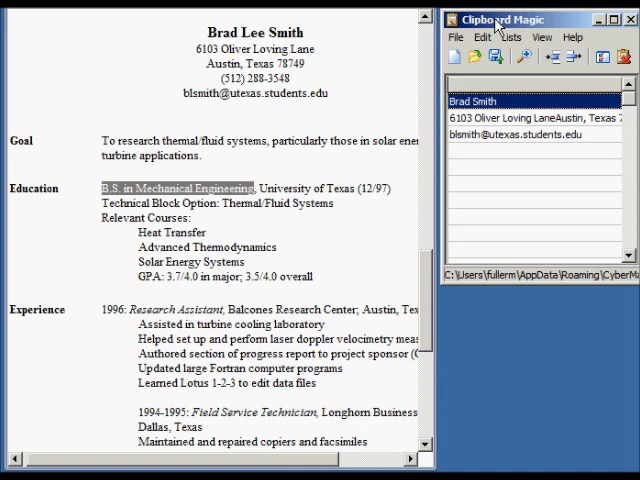 Brad Lee Smith
6103 Oliver Loving Lane
Austin, Texas 78749
(512) 288-3548
blsmith@utexas.students.edu
Goal To research thermal/fluid systems, particularly those in solar ener
turbine applications.
Education B.S. in Mechanical Engineering, University of Texas (12/97)
Technical Block Option: Thermal/Fluid Systems
Relevant Courses:
Heat Transfer
Advanced Thermodynamics
Solar Energy Systems
GPA: 3.7/4.0 in major; 3.5/4.0 overall
Experience 1996: Research Assistant, Balcones Research Center; Austin, Tex
Assisted in turbine cooling laboratory
Helped set up and perform laser doppler velocimetry meas
Authored section of progress report to project sponsor (
Updated large Fortran computer programs
Learned Lotus 1-2-3 to edit data files
1994-1995: Field Service Technician, Longhorn Business
Dallas, Texas
Maintained and repaired copiers and facsimiles
Clipboard Magic
File Edit Lists View Help
Brad Smith
6103 Oliver Loving LaneAustin, Texas 7
blsmith@utexas.students.edu
C:\Users\fullerm\AppData\Roaming\CyberMa